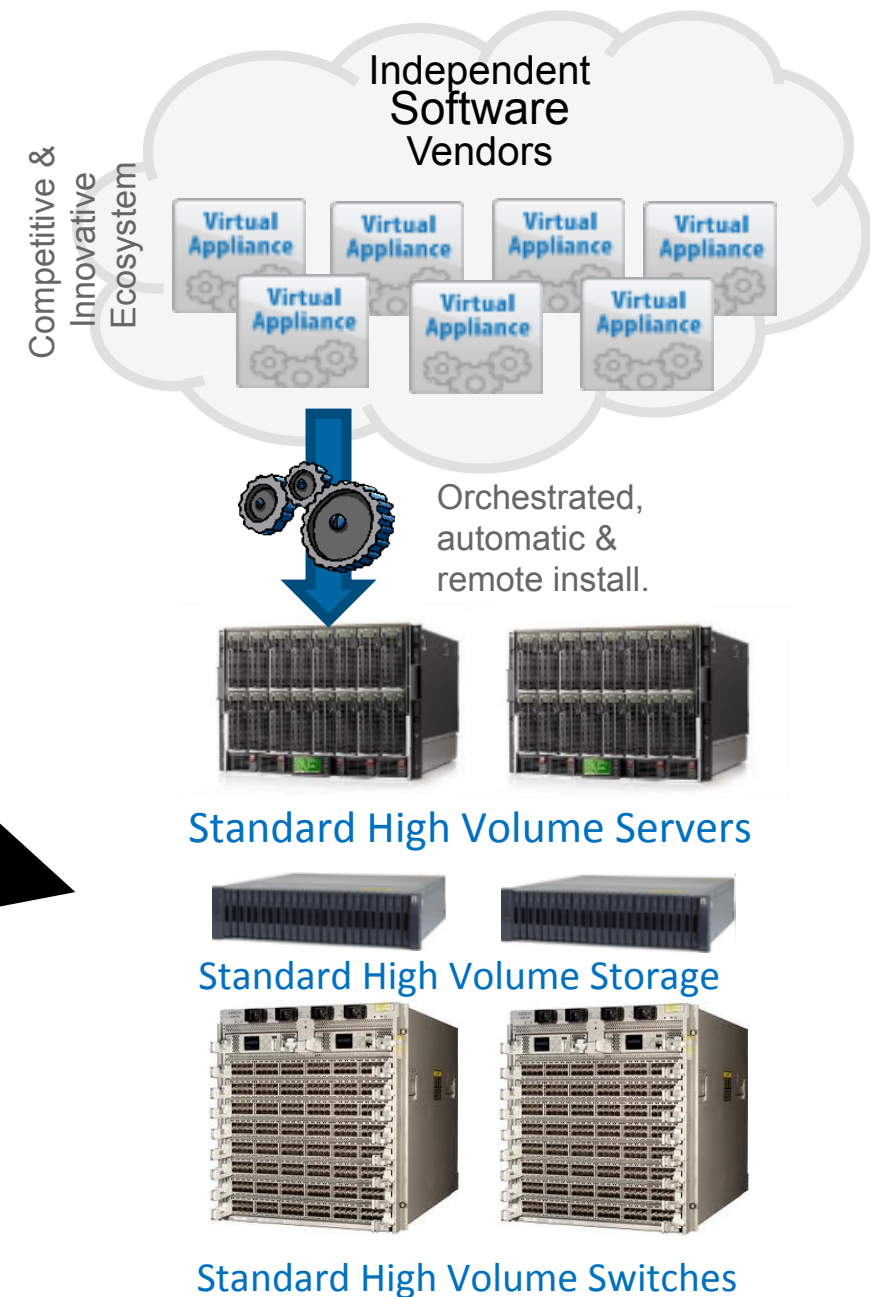 Independent
Software
Vendors
Competitive &
Innovative
Ecosystem
Virtual
Appliance
Virtual
Appliance
Virtual
Appliance
Virtual
Appliance
Virtual
Appliance
Virtual
Appliance
Virtual
Appliance
Orchestrated,
automatic &
remote install.
Standard High Volume Servers
Standard High Volume Storage
Standard High Volume Switches